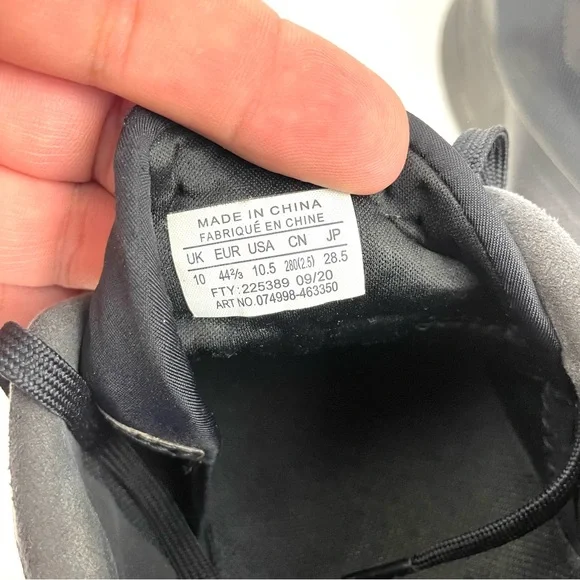 MADE IN CHINA
FABRIQUÉ EN CHINE
UK EUR USA CN JP
10 44⅔ 10.5 280(2.5) 28.5
FTY:225389 09/20
ART NO.074998-463350